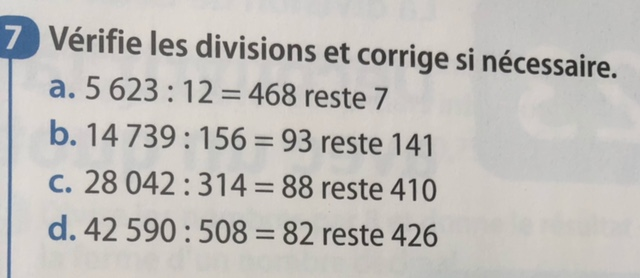 7 Vérifie les divisions et corrige si nécessaire.
a. 5 623 : 12 = 468 reste 7
b. 14 739 : 156 = 93 reste 141
c. 28 042 : 314 = 88 reste 410
d. 42 590 : 508 = 82 reste 426